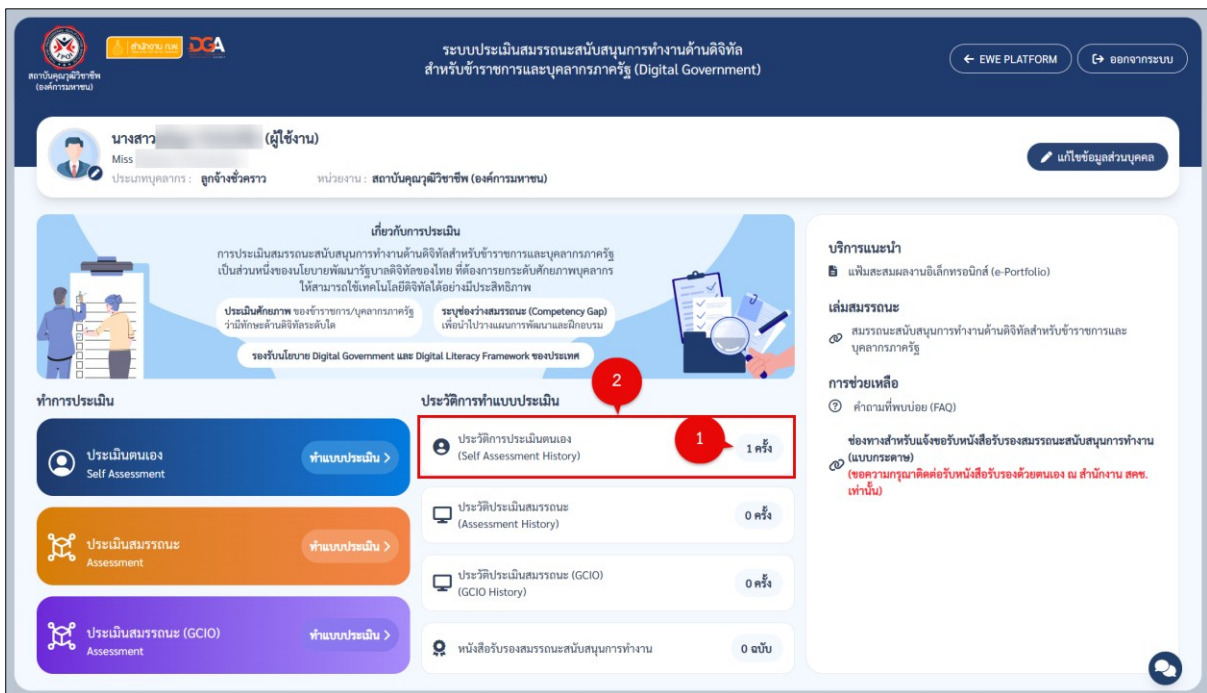 สถาบันคุณวุฒิวิชาชีพ
(องค์การมหาชน)
สำนักงาน ก.พ.
DGA
ระบบประเมินสมรรถนะสนับสนุนการทำงานด้านดิจิทัล
สำหรับข้าราชการและบุคลากรภาครัฐ (Digital Government)
← EWE PLATFORM
ออกจากระบบ
นางสาว (ผู้ใช้งาน)
Miss
ประเภทบุคลากร : ลูกจ้างชั่วคราว หน่วยงาน : สถาบันคุณวุฒิวิชาชีพ (องค์การมหาชน)
แก้ไขข้อมูลส่วนบุคคล
เกี่ยวกับการประเมิน
การประเมินสมรรถนะสนับสนุนการทำงานด้านดิจิทัลสำหรับข้าราชการและบุคลากรภาครัฐ
เป็นส่วนหนึ่งของนโยบายพัฒนารัฐบาลดิจิทัลของไทย ที่ต้องการยกระดับศักยภาพบุคลากร
ให้สามารถใช้เทคโนโลยีดิจิทัลได้อย่างมีประสิทธิภาพ
ประเมินศักยภาพ ของข้าราชการ/บุคลากรภาครัฐ
ว่ามีทักษะด้านดิจิทัลระดับใด
ระบุช่องว่างสมรรถนะ (Competency Gap)
เพื่อนำไปวางแผนการพัฒนาและฝึกอบรม
รองรับนโยบาย Digital Government และ Digital Literacy Framework ของประเทศ
ทำการประเมิน
ประเมินตนเอง
Self Assessment
ทำแบบประเมิน >
ประเมินสมรรถนะ
Assessment
ทำแบบประเมิน >
ประเมินสมรรถนะ (GCIO)
Assessment
ทำแบบประเมิน >
ประวัติการทำแบบประเมิน
2
ประวัติการประเมินตนเอง
(Self Assessment History)
1
1 ครั้ง
ประวัติประเมินสมรรถนะ
(Assessment History)
0 ครั้ง
ประวัติประเมินสมรรถนะ (GCIO)
(GCIO History)
0 ครั้ง
หนังสือรับรองสมรรถนะสนับสนุนการทำงาน
0 ฉบับ
บริการแนะนำ
แฟ้มสะสมผลงานอิเล็กทรอนิกส์ (e-Portfolio)
เล่มสมรรถนะ
สมรรถนะสนับสนุนการทำงานด้านดิจิทัลสำหรับข้าราชการและ
บุคลากรภาครัฐ
การช่วยเหลือ
คำถามที่พบบ่อย (FAQ)
ช่องทางสำหรับแจ้งขอรับหนังสือรับรองสมรรถนะสนับสนุนการทำงาน
(แบบกระดาษ)
(ขอความกรุณาติดต่อรับหนังสือรับรองด้วยตนเอง ณ สำนักงาน สคช.
เท่านั้น)